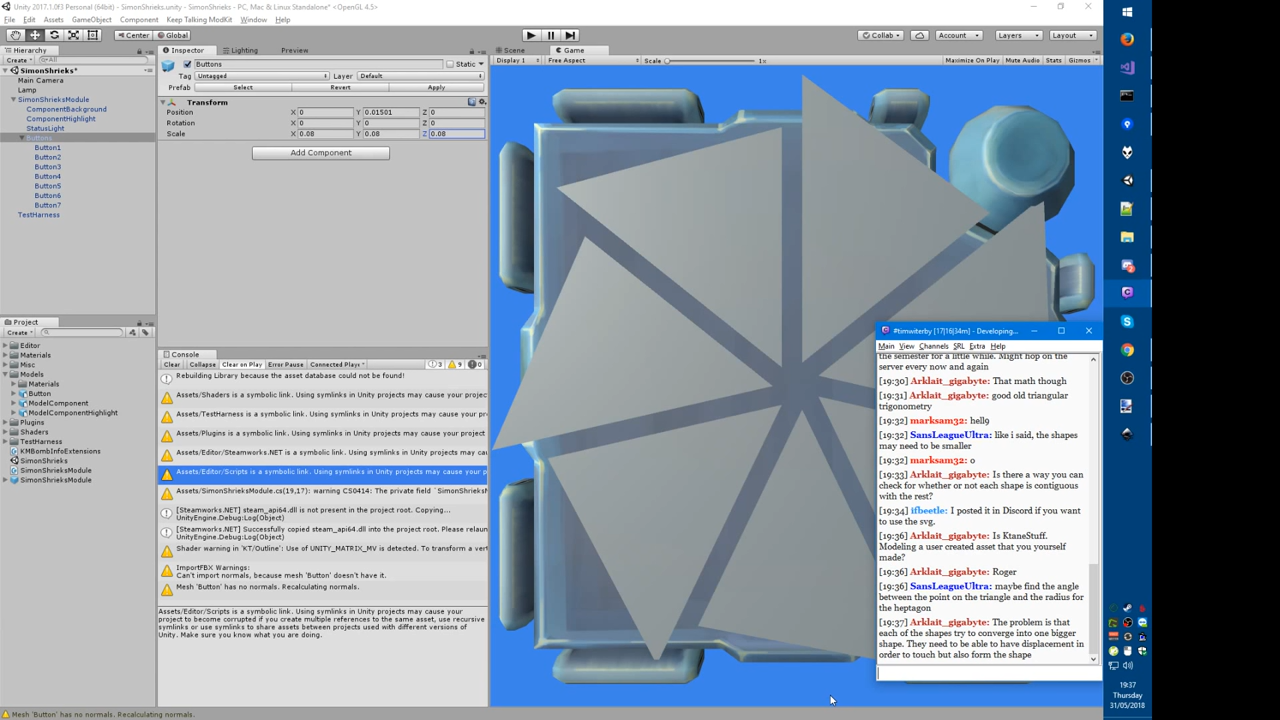 Unity 2017.1.0f3 Personal (64bit) - SimonShrieks.unity - SimonShrieks - PC, Mac & Linux Standalone* <OpenGL 4.5>
File Edit Assets GameObject Component Keep Talking ModKit Window Help
Center Global Collab Account Layers Layout
Hierarchy
Create All
SimonShrieks*
Main Camera
Lamp
SimonShrieksModule
ComponentBackground
ComponentHighlight
StatusLight
Buttons
Button1
Button2
Button3
Button4
Button5
Button6
Button7
TestHarness
Inspector Lighting Preview
Buttons Static
Tag Untagged Layer Default
Prefab Select Revert Apply
Transform
Position X 0 Y 0.01501 Z 0
Rotation X 0 Y 0 Z 0
Scale X 0.08 Y 0.08 Z 0.08
Add Component
Scene Game
Display 1 Free Aspect Scale 1x Maximize On Play Mute Audio Stats Gizmos
Project
Create
Editor
Materials
Misc
Models
Materials
Button
ModelComponent
ModelComponentHighlight
Plugins
Shaders
TestHarness
KMBombInfoExtensions
SimonShrieks
SimonShrieksModule
SimonShrieksModule
Console
Clear Collapse Clear on Play Error Pause Connected Players 3 9 0
Rebuilding Library because the asset database could not be found!
Assets/Shaders is a symbolic link. Using symlinks in Unity projects may cause your project
Assets/TestHarness is a symbolic link. Using symlinks in Unity projects may cause your pro
Assets/Plugins is a symbolic link. Using symlinks in Unity projects may cause your project
Assets/Editor/Steamworks.NET is a symbolic link. Using symlinks in Unity projects may cau
Assets/Editor/Scripts is a symbolic link. Using symlinks in Unity projects may cause your p
Assets/SimonShrieksModule.cs(19,17): warning CS0414: The private field `SimonShrieksM
[Steamworks.NET] steam_api64.dll is not present in the project root. Copying...
UnityEngine.Debug:Log(Object)
[Steamworks.NET] Successfully copied steam_api64.dll into the project root. Please relaun
UnityEngine.Debug:Log(Object)
Shader warning in 'KT/Outline': Use of UNITY_MATRIX_MV is detected. To transform a vert
ImportFBX Warnings:
Can't import normals, because mesh 'Button' doesn't have it.
Mesh 'Button' has no normals. Recalculating normals.
Assets/Editor/Scripts is a symbolic link. Using symlinks in Unity projects may cause your
project to become corrupted if you create multiple references to the same asset, use recursive
symlinks or use symlinks to share assets between projects used with different versions of
Unity. Make sure you know what you are doing.
Mesh 'Button' has no normals. Recalculating normals.
#timwiterby [17|16|34m] - Developing...
Main View Channels SRL Extra Help
the semester for a little while. Might hop on the
server every now and again
[19:30] Arklait_gigabyte: That math though
[19:31] Arklait_gigabyte: good old triangular
trigonometry
[19:32] marksam32: hell9
[19:32] SansLeagueUltra: like i said, the shapes
may need to be smaller
[19:32] marksam32: o
[19:33] Arklait_gigabyte: Is there a way you can
check for whether or not each shape is contiguous
with the rest?
[19:34] ifbeetle: I posted it in Discord if you want
to use the svg.
[19:36] Arklait_gigabyte: Is KtaneStuff.
Modeling a user created asset that you yourself
made?
[19:36] Arklait_gigabyte: Roger
[19:36] SansLeagueUltra: maybe find the angle
between the point on the triangle and the radius for
the heptagon
[19:37] Arklait_gigabyte: The problem is that
each of the shapes try to converge into one bigger
shape. They need to be able to have displacement in
order to touch but also form the shape
19:37
Thursday
31/05/2018